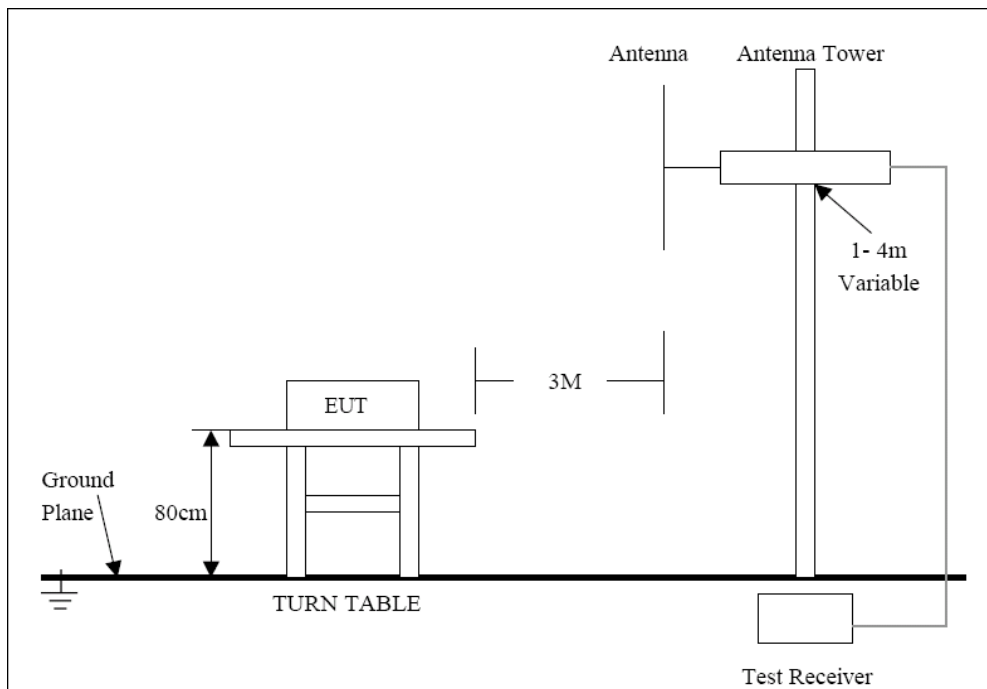 Antenna
Antenna Tower
1- 4m
Variable
3M
EUT
Ground
Plane
80cm
TURN TABLE
Test Receiver